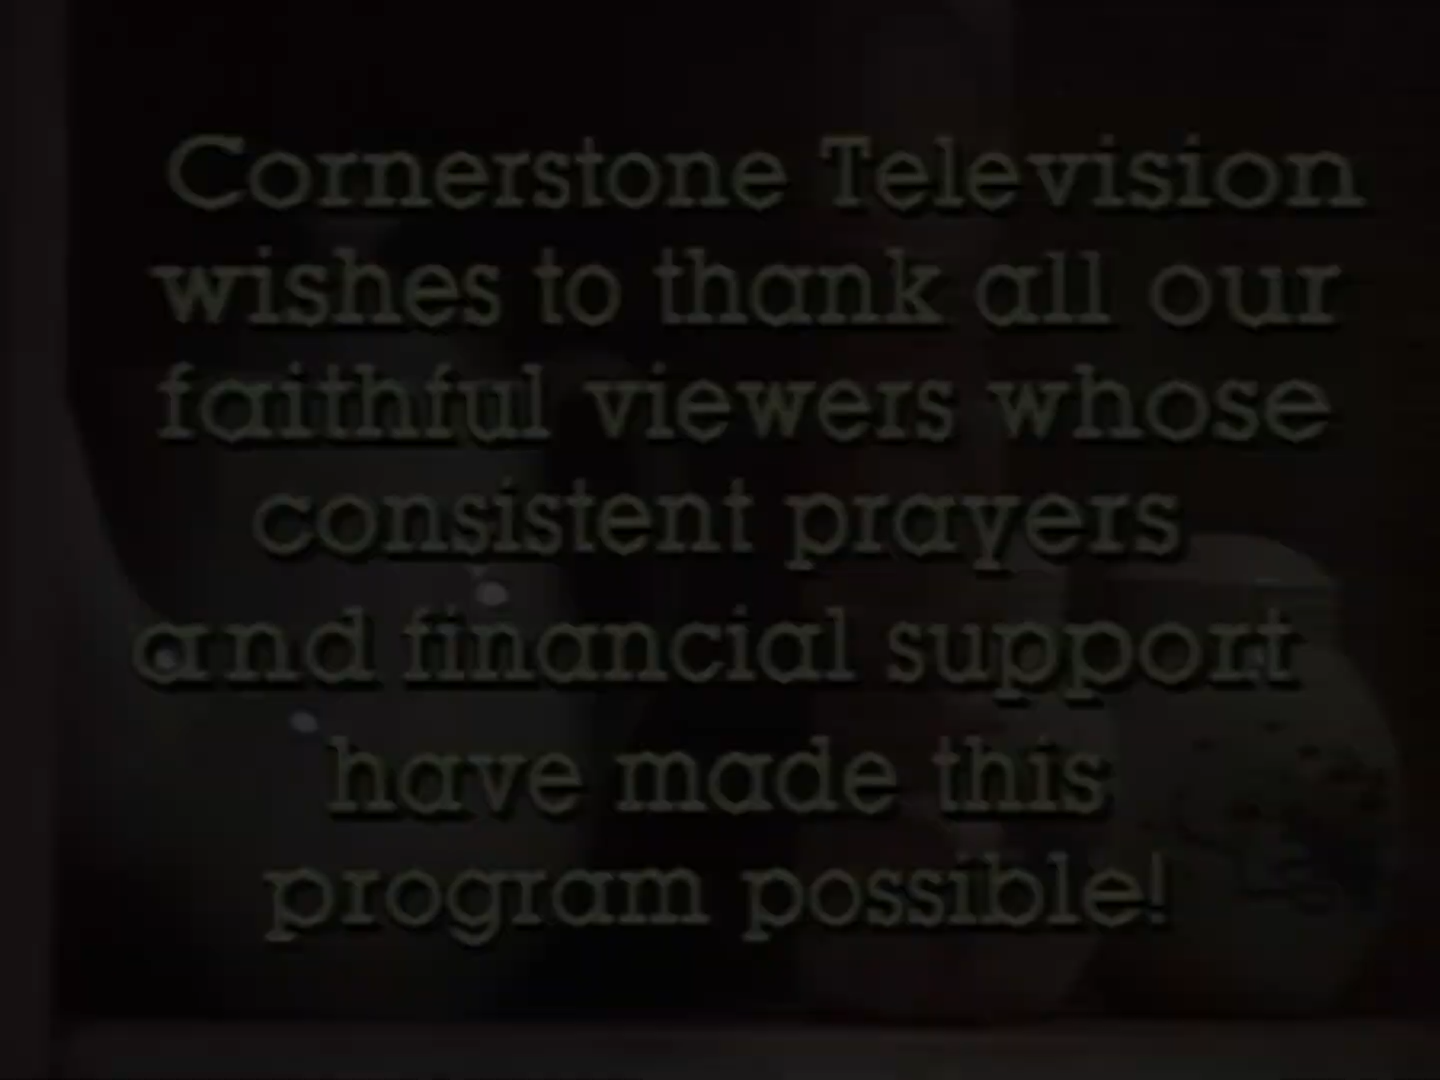 Cornerstone Television
wishes to thank all our
faithful viewers whose
consistent prayers
and financial support
have made this
program possible!